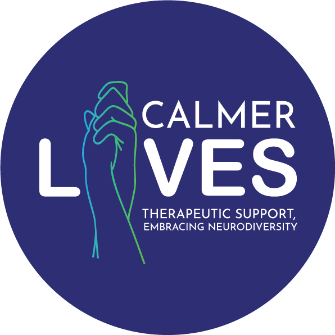 CALMER
LIVES
THERAPEUTIC SUPPORT,
EMBRACING NEURODIVERSITY